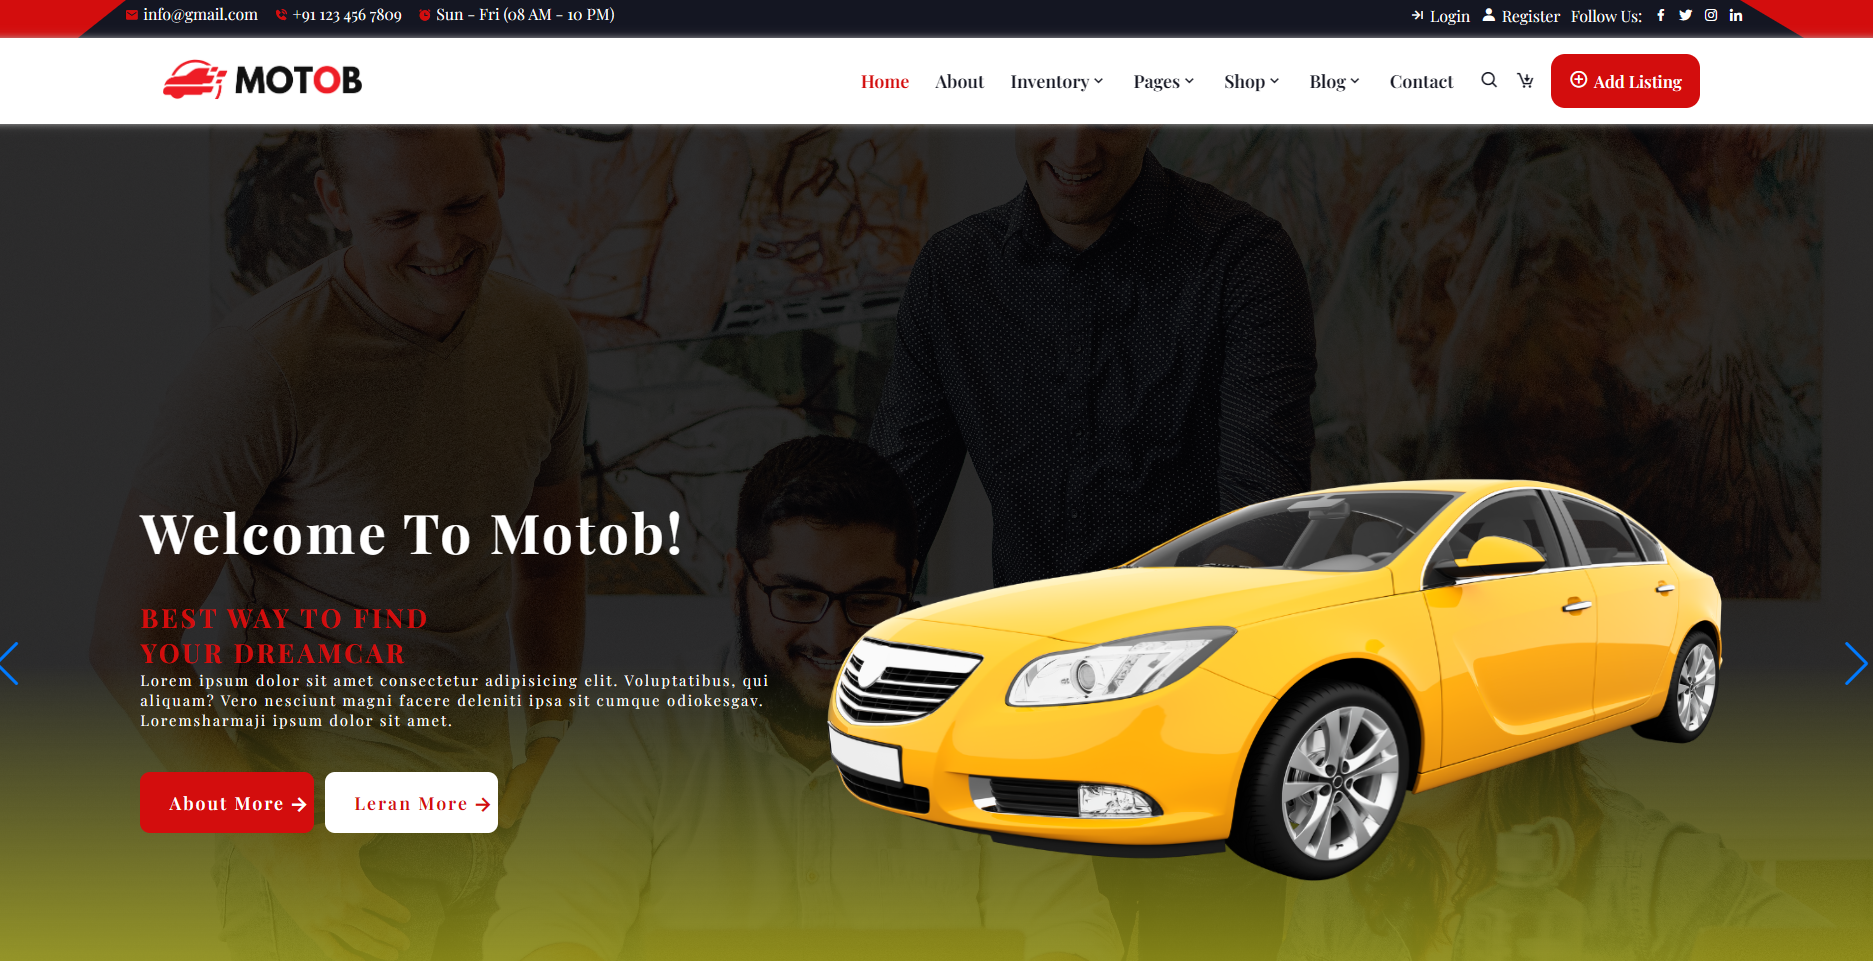 info@gmail.com +91 123 456 7809 Sun - Fri (08 AM - 10 PM)
Login Register Follow Us:
MOTOB
Home About Inventory Pages Shop Blog Contact Add Listing
Welcome To Motob!
BEST WAY TO FIND
YOUR DREAMCAR
Lorem ipsum dolor sit amet consectetur adipisicing elit. Voluptatibus, qui
aliquam? Vero nesciunt magni facere deleniti ipsa sit cumque odiokesgav.
Loremsharmaji ipsum dolor sit amet.
About More
Leran More